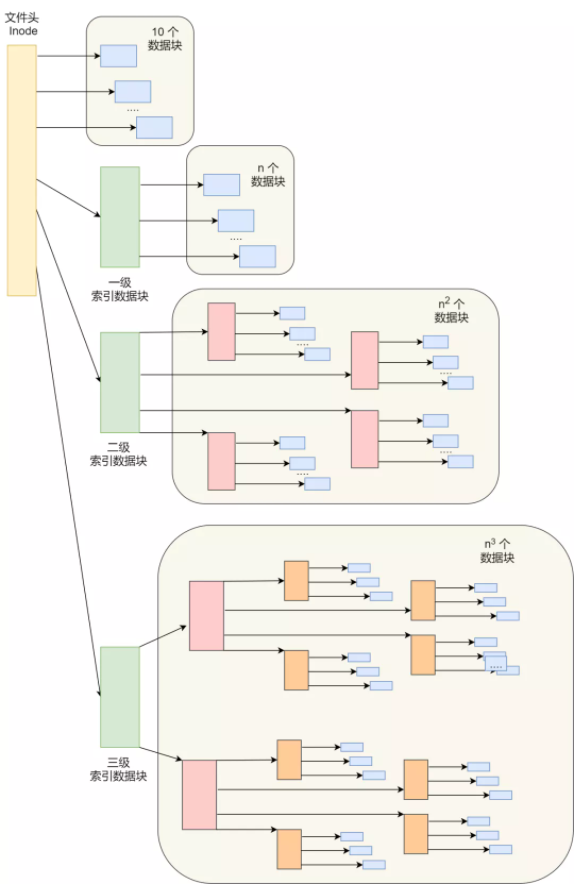 文件头
Inode
10 个
数据块
....
n 个
数据块
....
一级
索引数据块
n² 个
数据块
....
....
....
....
二级
索引数据块
n³ 个
数据块
....
三级
索引数据块